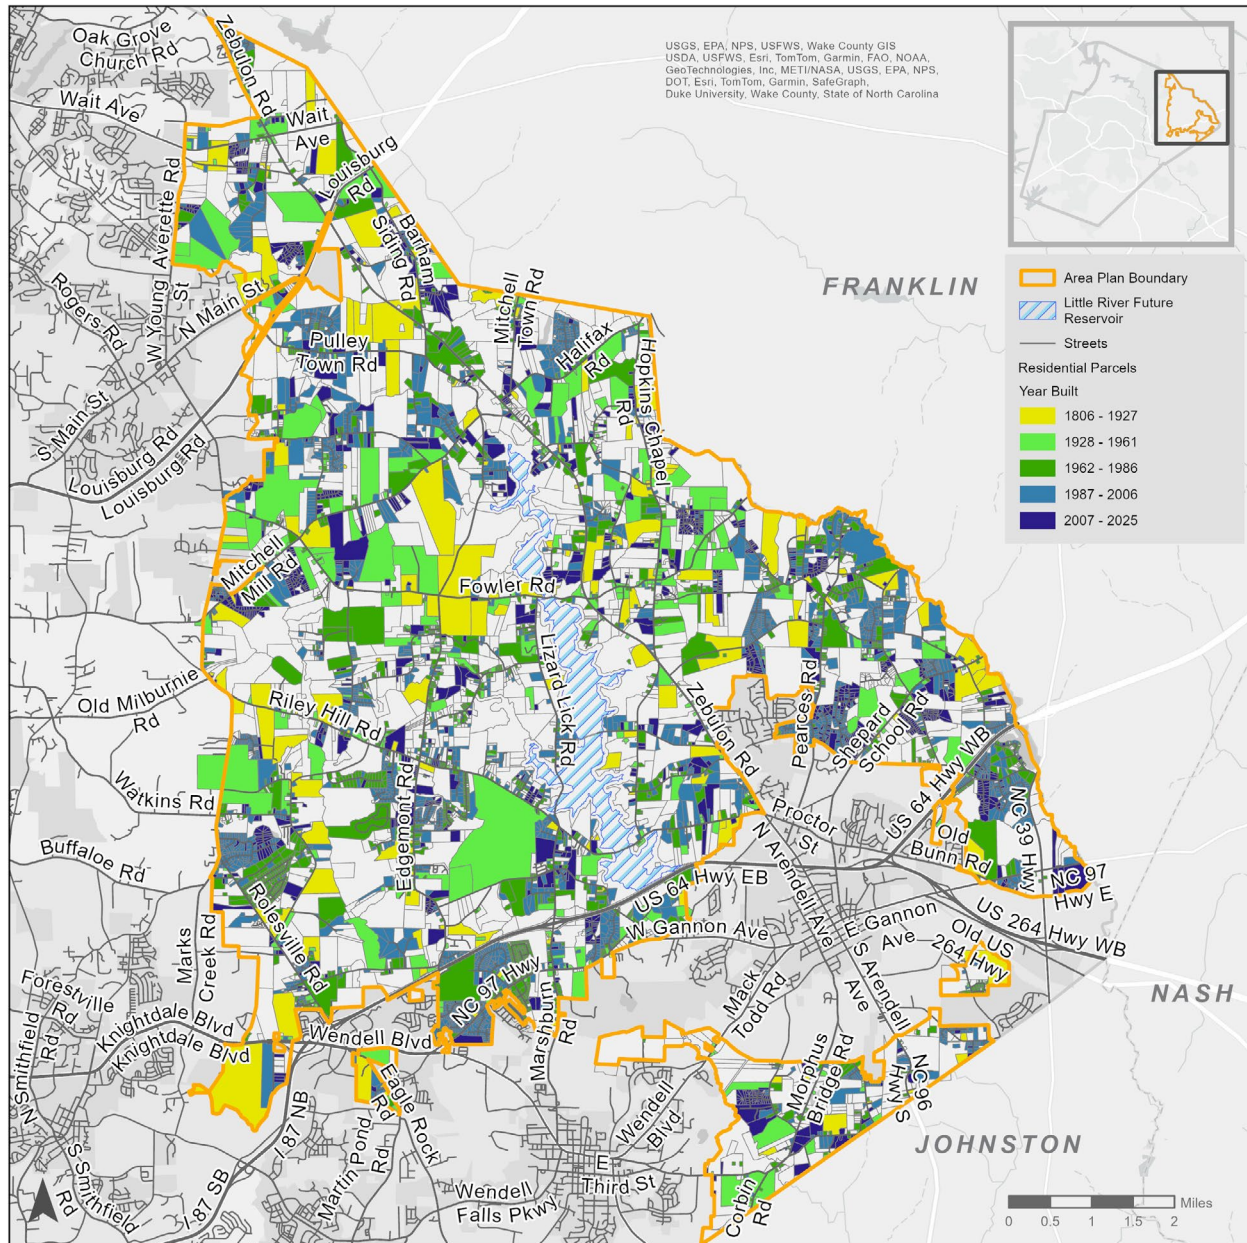 Oak Grove
Church Rd
Zebulon Rd
Wait Ave
Wait
Ave
Louisburg
Rd
W Young Averette Rd
Barham
Siding Rd
Rogers Rd
N Main St
St
Mitchell
Town Rd
Pulley
Town Rd
Halifax
Rd
Hopkins Chapel
Rd
S Main St
Louisburg Rd
Louisburg Rd
Mitchell
Mill Rd
Fowler Rd
Lizard Lick Rd
Old Milburnie
Rd
Riley Hill Rd
Zebulon Rd
Pearces Rd
Shepard
School Rd
US 64 Hwy WB
Watkins Rd
Edgemont Rd
Proctor
St
NC 39 Hwy
Old
Bunn Rd
NC 97
Hwy E
Buffaloe Rd
Rolesville Rd
US 64 Hwy EB
N Arendell Ave
W Gannon Ave
E Gannon
Ave
US 264 Hwy WB
Old US
264 Hwy
Marks
Creek Rd
NC 97 Hwy
Mack
Todd Rd
S Arendell
Ave
Forestville
Rd
Knightdale Blvd
Knightdale Blvd
Wendell Blvd
Marshburn
Rd
N Smithfield
Rd
Eagle Rock
Rd
Wendell
Blvd
Morphus
Bridge Rd
NC 96
Hwy S
I 87 NB
I 87 SB
Martin Pond
Rd
S Smithfield
Rd
Wendell
Falls Pkwy
E
Third St
Corbin
Rd
USGS, EPA, NPS, USFWS, Wake County GIS
USDA, USFWS, Esri, TomTom, Garmin, FAO, NOAA,
GeoTechnologies, Inc, METI/NASA, USGS, EPA, NPS,
DOT, Esri, TomTom, Garmin, SafeGraph,
Duke University, Wake County, State of North Carolina
FRANKLIN
NASH
JOHNSTON
Area Plan Boundary
Little River Future
Reservoir
Streets
Residential Parcels
Year Built
1806 - 1927
1928 - 1961
1962 - 1986
1987 - 2006
2007 - 2025
Miles
0 0.5 1 1.5 2